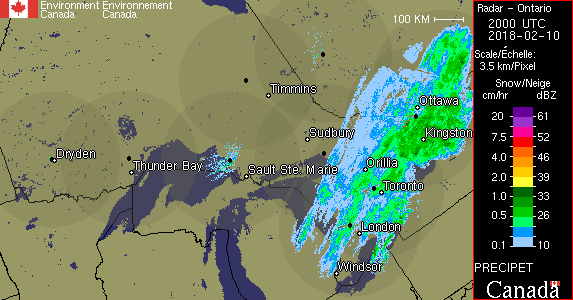 Environment Environnement
Canada Canada
100 KM
Timmins
Ottawa
Sudbury
Kingston
Dryden
Thunder Bay
Sault Ste. Marie
Orillia
Toronto
London
Windsor
Radar - Ontario
2000 UTC
2018-02-10
Scale/Échelle:
3.5 km/Pixel
Snow/Neige
cm/hr dBZ
20 61
7.5 52
4.0 46
2.0 39
1.0 33
0.5 26
0.1 10
PRECIPET
Canada